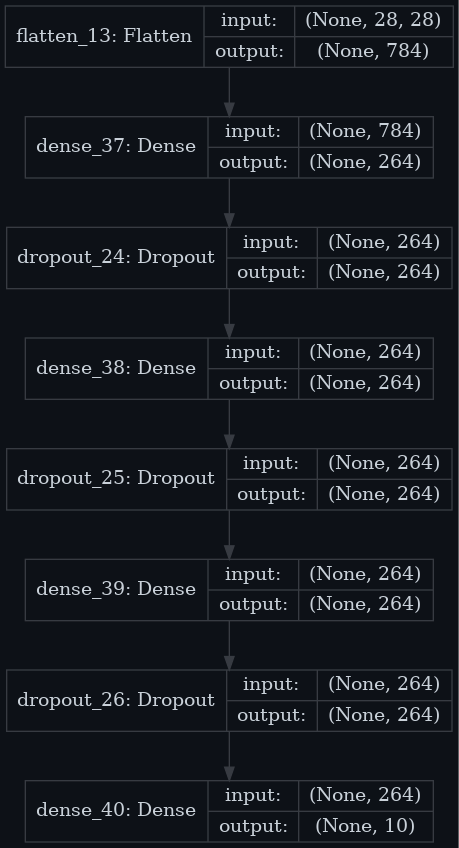 flatten_13: Flatten
input: (None, 28, 28)
output: (None, 784)
dense_37: Dense
input: (None, 784)
output: (None, 264)
dropout_24: Dropout
input: (None, 264)
output: (None, 264)
dense_38: Dense
input: (None, 264)
output: (None, 264)
dropout_25: Dropout
input: (None, 264)
output: (None, 264)
dense_39: Dense
input: (None, 264)
output: (None, 264)
dropout_26: Dropout
input: (None, 264)
output: (None, 264)
dense_40: Dense
input: (None, 264)
output: (None, 10)